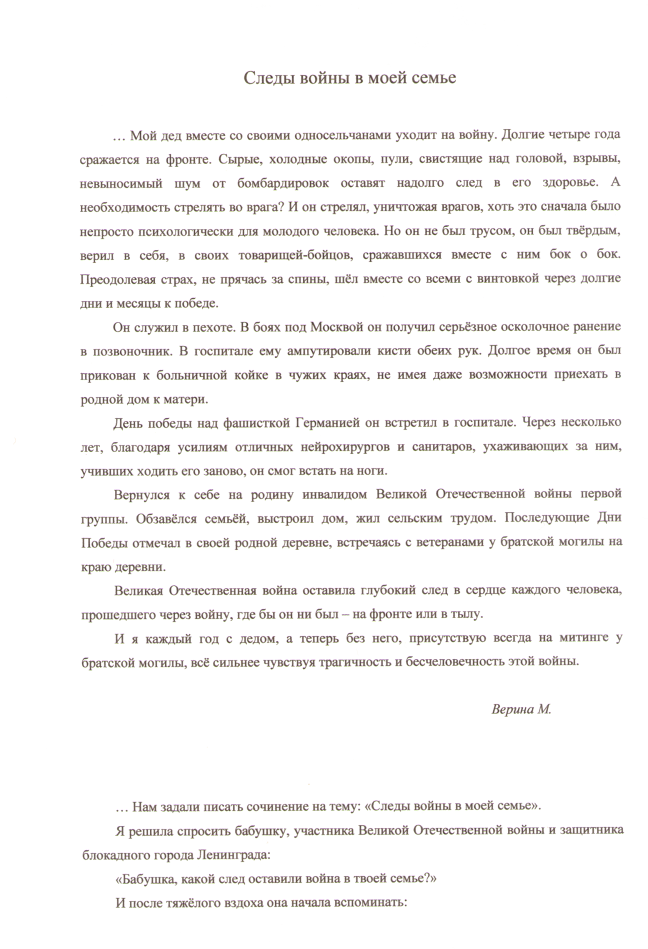 Следы войны в моей семье
… Мой дед вместе со своими односельчанами уходит на войну. Долгие четыре года
сражается на фронте. Сырые, холодные окопы, пули, свистящие над головой, взрывы,
невыносимый шум от бомбардировок оставят надолго след в его здоровье. А
необходимость стрелять во врага? И он стрелял, уничтожая врагов, хоть это сначала было
непросто психологически для молодого человека. Но он не был трусом, он был твёрдым,
верил в себя, в своих товарищей-бойцов, сражавшихся вместе с ним бок о бок.
Преодолевая страх, не прячась за спины, шёл вместе со всеми с винтовкой через долгие
дни и месяцы к победе.
Он служил в пехоте. В боях под Москвой он получил серьёзное осколочное ранение
в позвоночник. В госпитале ему ампутировали кисти обеих рук. Долгое время он был
прикован к больничной койке в чужих краях, не имея даже возможности приехать в
родной дом к матери.
День победы над фашисткой Германией он встретил в госпитале. Через несколько
лет, благодаря усилиям отличных нейрохирургов и санитаров, ухаживающих за ним,
учивших ходить его заново, он смог встать на ноги.
Вернулся к себе на родину инвалидом Великой Отечественной войны первой
группы. Обзавёлся семьёй, выстроил дом, жил сельским трудом. Последующие Дни
Победы отмечал в своей родной деревне, встречаясь с ветеранами у братской могилы на
краю деревни.
Великая Отечественная война оставила глубокий след в сердце каждого человека,
прошедшего через войну, где бы он ни был – на фронте или в тылу.
И я каждый год с дедом, а теперь без него, присутствую всегда на митинге у
братской могилы, всё сильнее чувствуя трагичность и бесчеловечность этой войны.
Верина М.
… Нам задали писать сочинение на тему: «Следы войны в моей семье».
Я решила спросить бабушку, участника Великой Отечественной войны и защитника
блокадного города Ленинграда:
«Бабушка, какой след оставили война в твоей семье?»
И после тяжёлого вздоха она начала вспоминать: